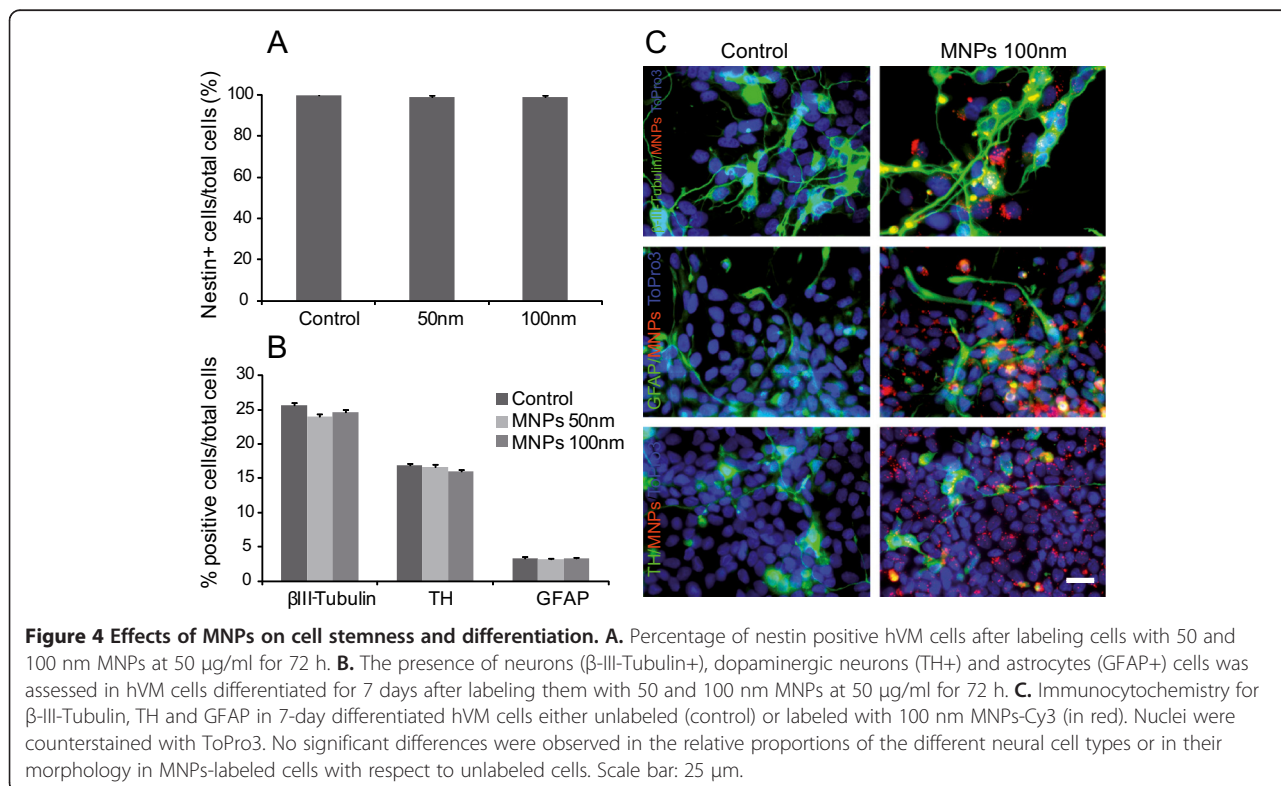 A
Nestin+ cells/total cells (%)
100
80
60
40
20
0
Control 50nm 100nm
B
% positive cells/total cells
30
25
20
15
10
5
0
Control
MNPs 50nm
MNPs 100nm
βIII-Tubulin TH GFAP
C
Control MNPs 100nm
βIII-Tubulin/MNPs ToPro3
GFAP/MNPs ToPro3
TH/MNPs ToPro3
Figure 4 Effects of MNPs on cell stemness and differentiation. A. Percentage of nestin positive hVM cells after labeling cells with 50 and
100 nm MNPs at 50 μg/ml for 72 h. B. The presence of neurons (β-III-Tubulin+), dopaminergic neurons (TH+) and astrocytes (GFAP+) cells was
assessed in hVM cells differentiated for 7 days after labeling them with 50 and 100 nm MNPs at 50 μg/ml for 72 h. C. Immunocytochemistry for
β-III-Tubulin, TH and GFAP in 7-day differentiated hVM cells either unlabeled (control) or labeled with 100 nm MNPs-Cy3 (in red). Nuclei were
counterstained with ToPro3. No significant differences were observed in the relative proportions of the different neural cell types or in their
morphology in MNPs-labeled cells with respect to unlabeled cells. Scale bar: 25 μm.